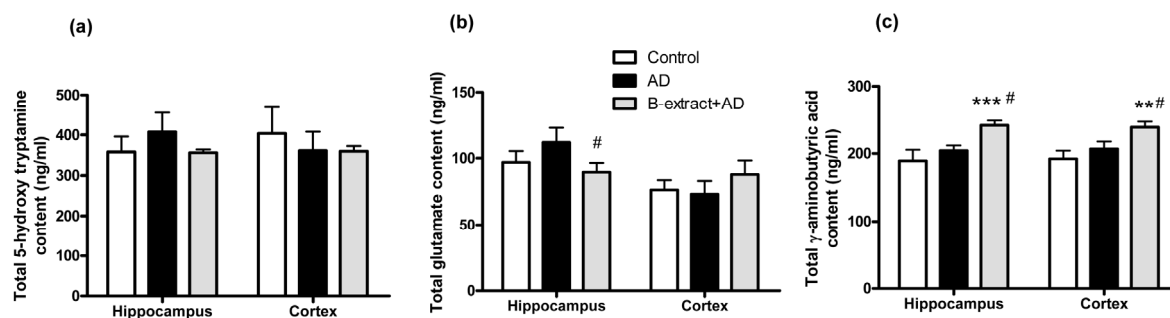 (a)
Total 5-hydroxy tryptamine
content (ng/ml)
500
400
300
200
100
0
Hippocampus
Cortex
(b)
Control
AD
B-extract+AD
Total glutamate content (ng/ml)
150
100
50
0
#
Hippocampus
Cortex
(c)
Total γ-aminobutyric acid
content (ng/ml)
300
200
100
0
*** #
**#
Hippocampus
Cortex